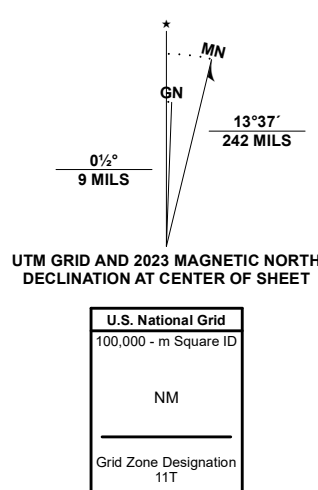 ★
MN
GN
13°37´
242 MILS
0½°
9 MILS
UTM GRID AND 2023 MAGNETIC NORTH
DECLINATION AT CENTER OF SHEET
U.S. National Grid
100,000 - m Square ID
NM
Grid Zone Designation
11T